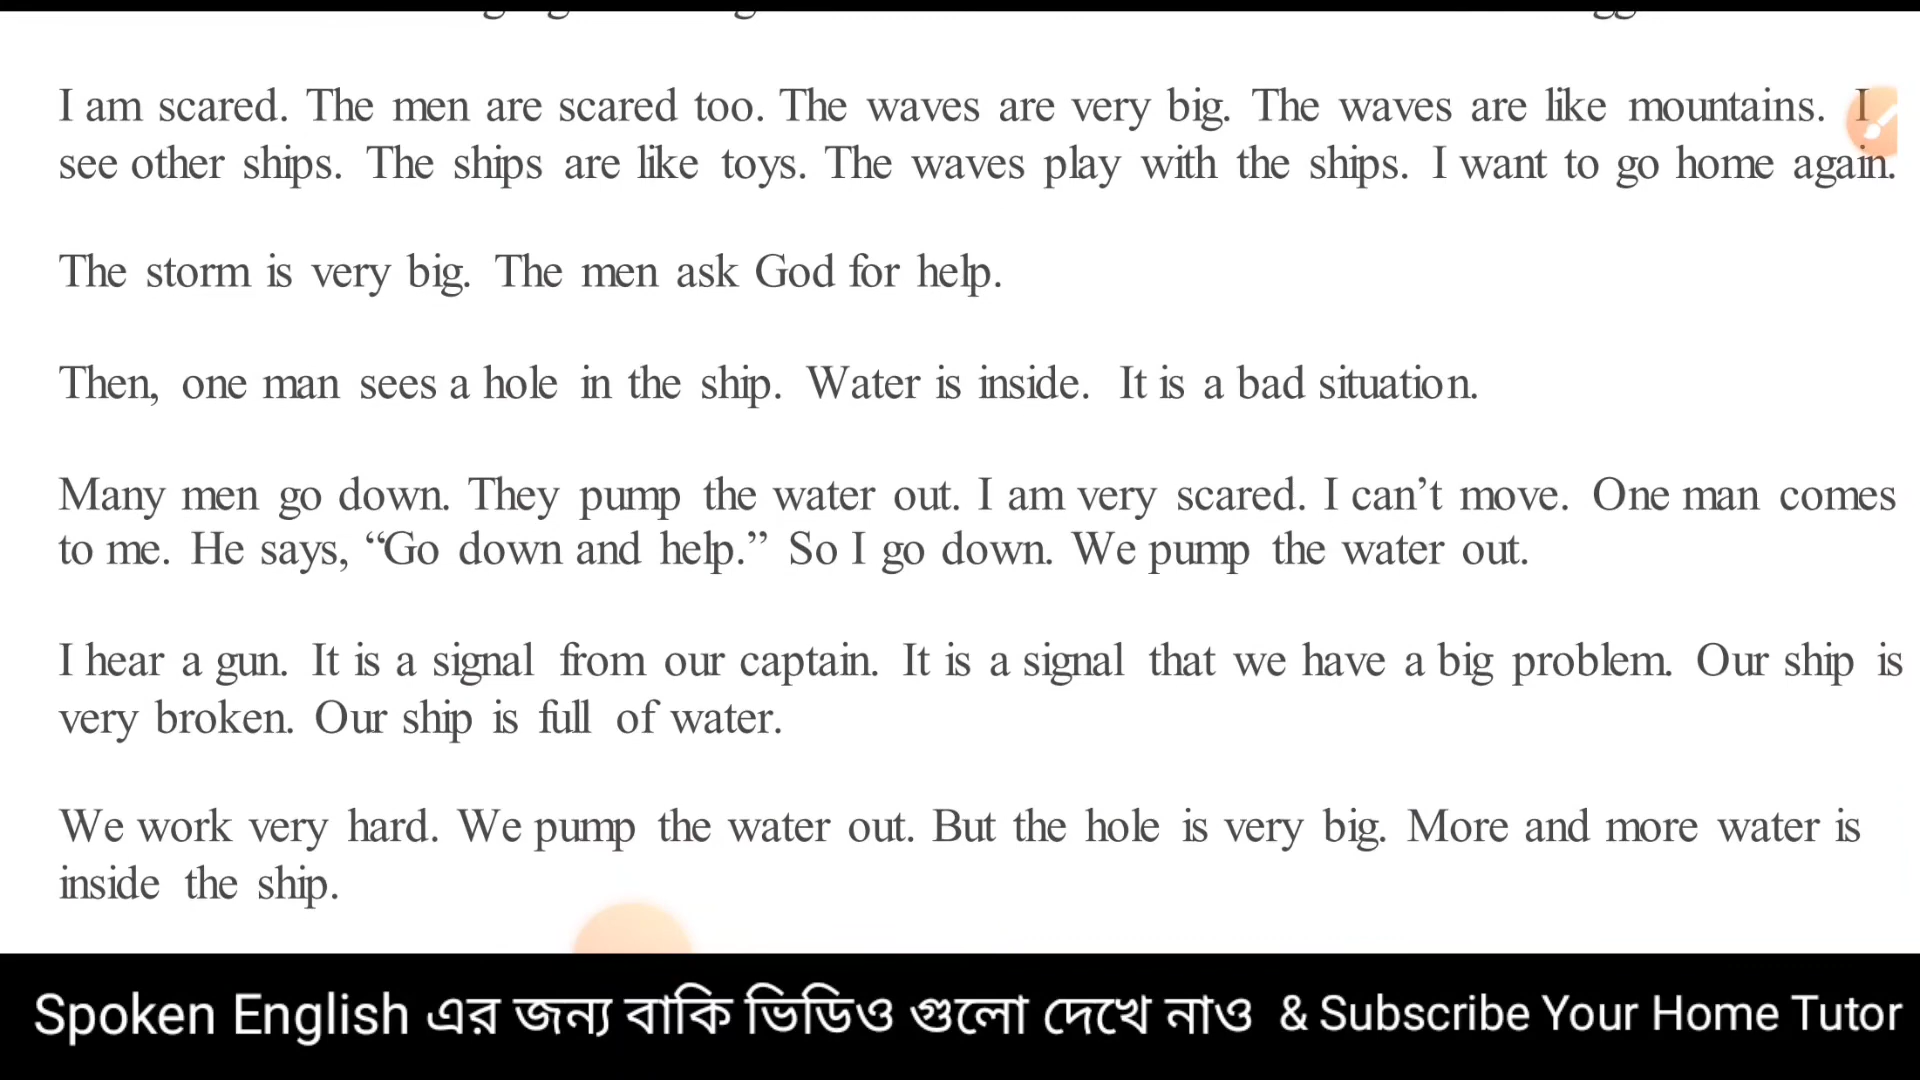 I am scared. The men are scared too. The waves are very big. The waves are like mountains. I
see other ships. The ships are like toys. The waves play with the ships. I want to go home again.
The storm is very big. The men ask God for help.
Then, one man sees a hole in the ship. Water is inside. It is a bad situation.
Many men go down. They pump the water out. I am very scared. I can’t move. One man comes
to me. He says, “Go down and help.” So I go down. We pump the water out.
I hear a gun. It is a signal from our captain. It is a signal that we have a big problem. Our ship is
very broken. Our ship is full of water.
We work very hard. We pump the water out. But the hole is very big. More and more water is
inside the ship.
Spoken English এর জন্য বাকি ভিডিও গুলো দেখে নাও & Subscribe Your Home Tutor